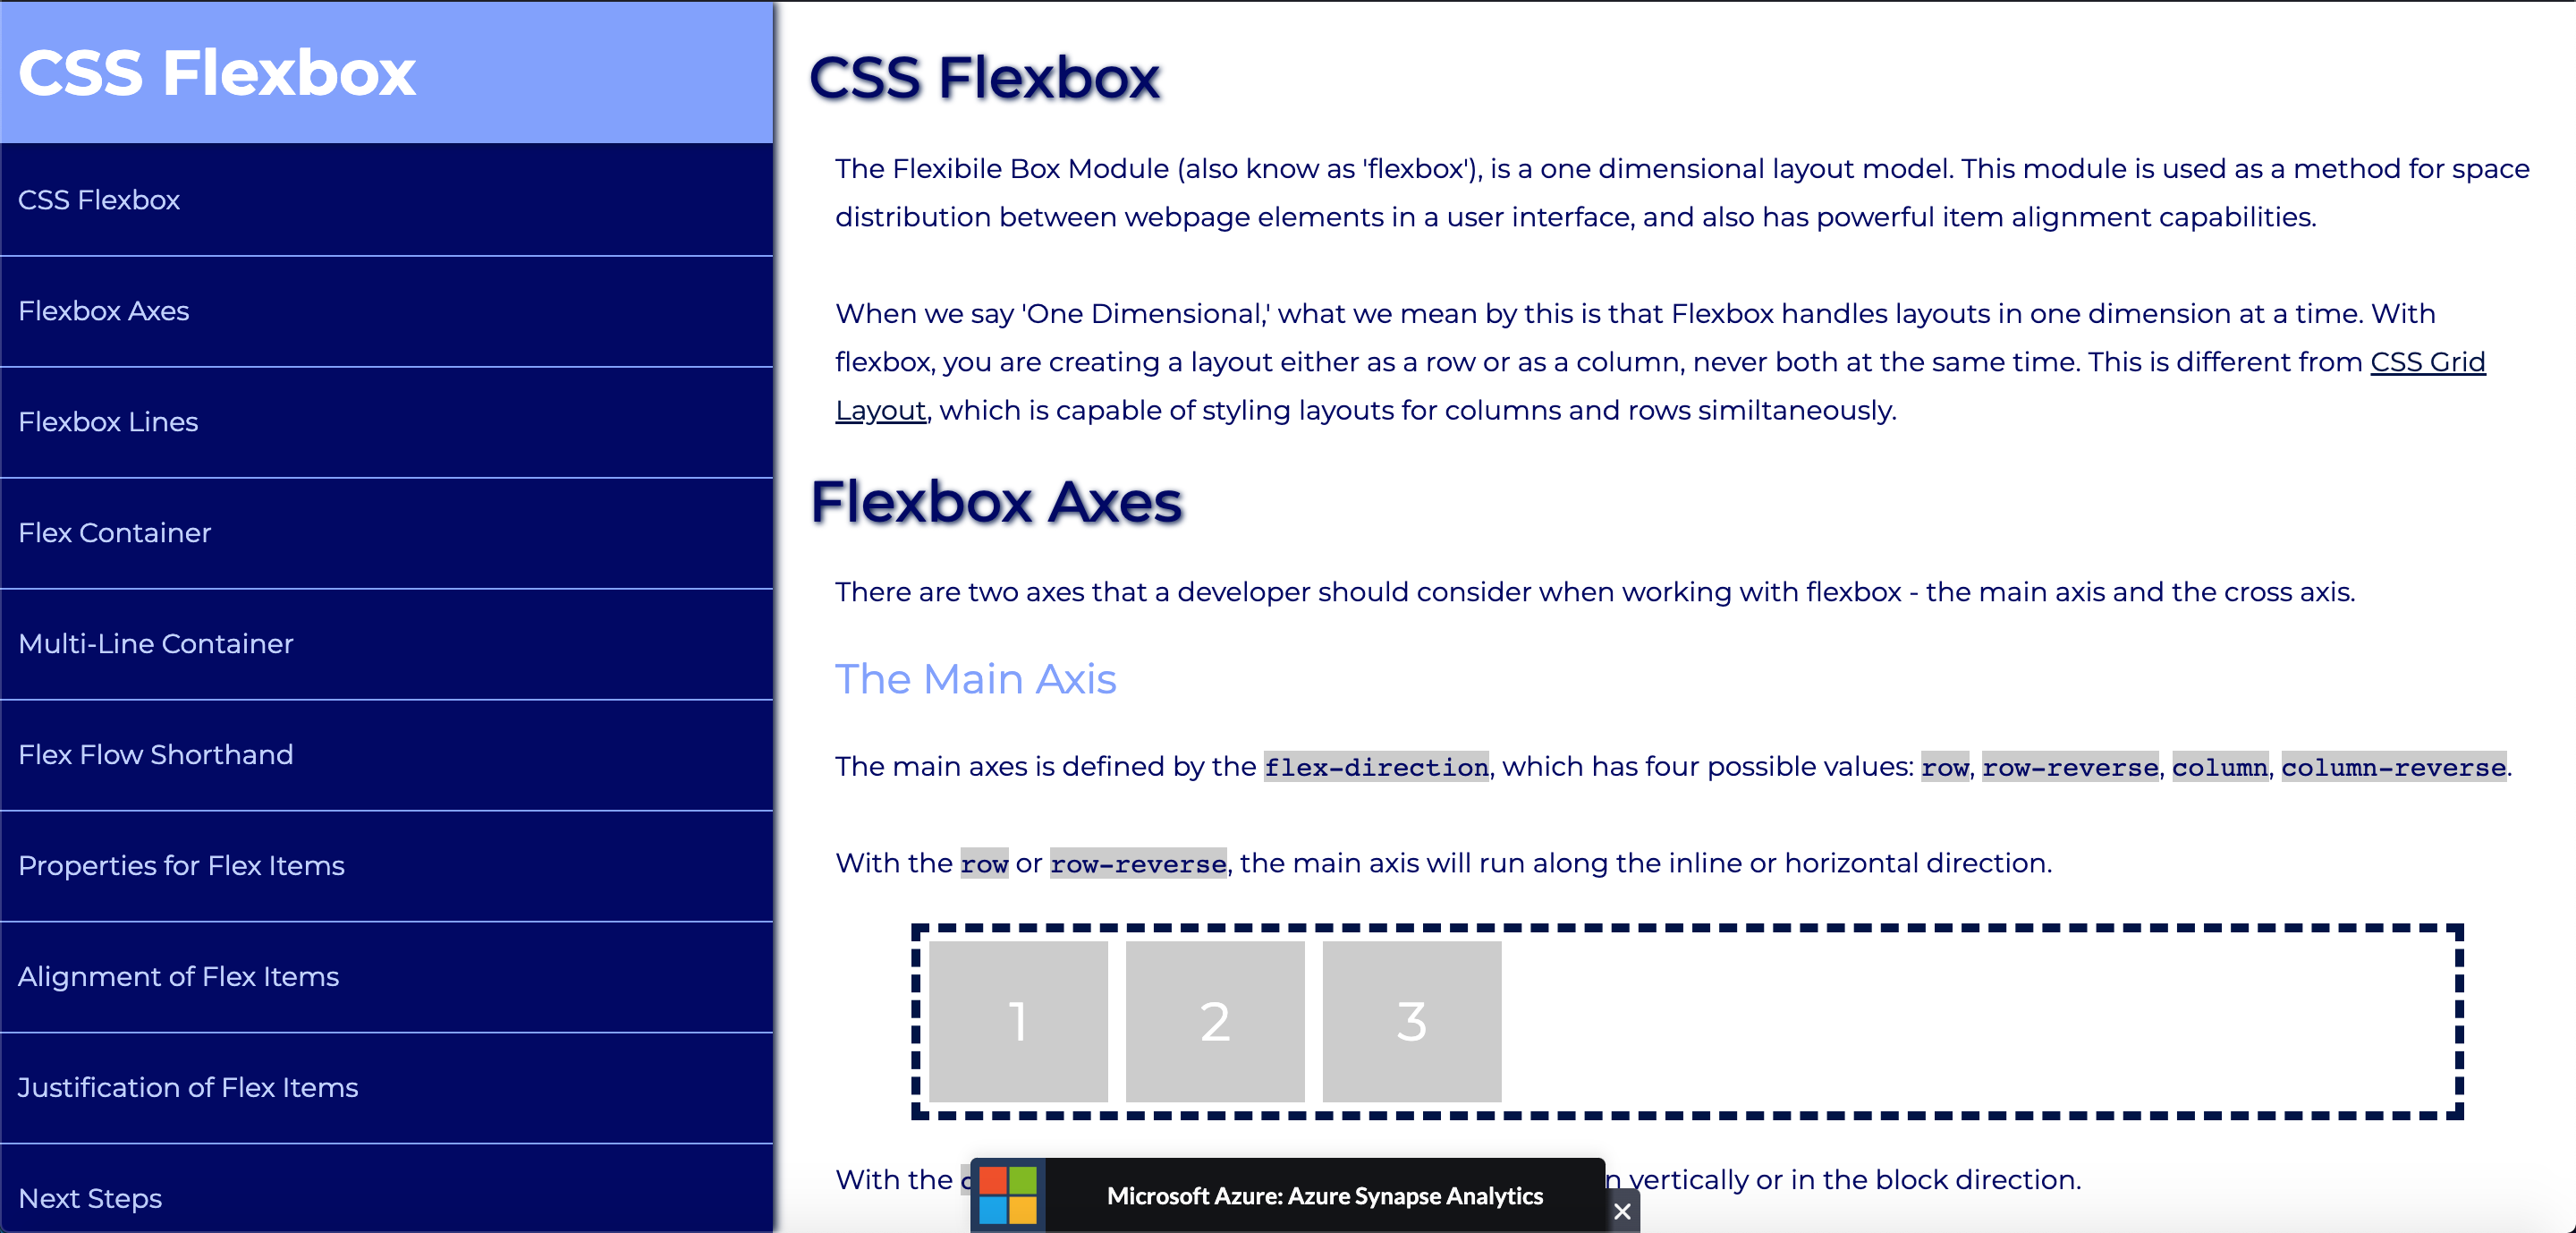 CSS Flexbox
CSS Flexbox
Flexbox Axes
Flexbox Lines
Flex Container
Multi-Line Container
Flex Flow Shorthand
Properties for Flex Items
Alignment of Flex Items
Justification of Flex Items
Next Steps
CSS Flexbox
The Flexibile Box Module (also know as 'flexbox'), is a one dimensional layout model. This module is used as a method for space
distribution between webpage elements in a user interface, and also has powerful item alignment capabilities.
When we say 'One Dimensional,' what we mean by this is that Flexbox handles layouts in one dimension at a time. With
flexbox, you are creating a layout either as a row or as a column, never both at the same time. This is different from CSS Grid
Layout, which is capable of styling layouts for columns and rows similtaneously.
Flexbox Axes
There are two axes that a developer should consider when working with flexbox - the main axis and the cross axis.
The Main Axis
The main axes is defined by the flex-direction, which has four possible values: row, row-reverse, column, column-reverse.
With the row or row-reverse, the main axis will run along the inline or horizontal direction.
1 2 3
With the vertically or in the block direction.
Microsoft Azure: Azure Synapse Analytics